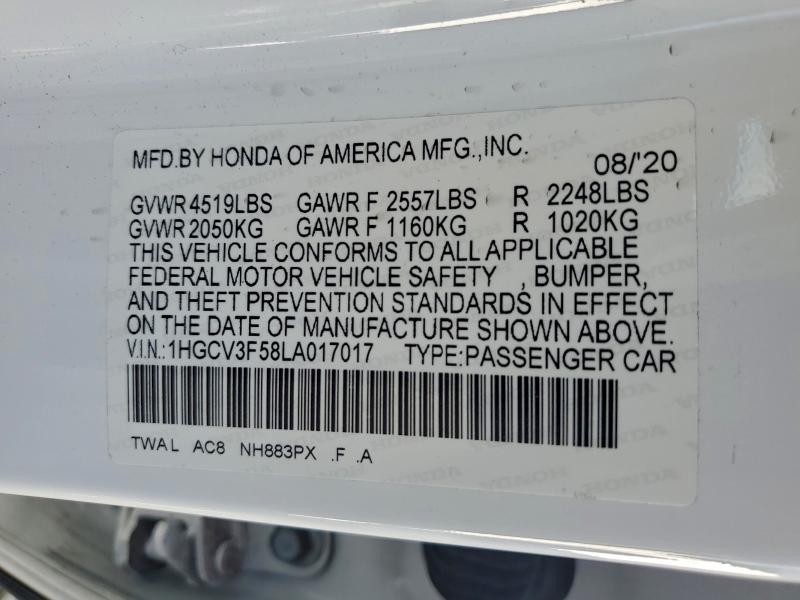 MFD.BY HONDA OF AMERICA MFG.,INC. 08/'20
GVWR 4519LBS GAWR F 2557LBS R 2248LBS
GVWR 2050KG GAWR F 1160KG R 1020KG
THIS VEHICLE CONFORMS TO ALL APPLICABLE
FEDERAL MOTOR VEHICLE SAFETY , BUMPER,
AND THEFT PREVENTION STANDARDS IN EFFECT
ON THE DATE OF MANUFACTURE SHOWN ABOVE.
V.I.N.:1HGCV3F58LA017017 TYPE:PASSENGER CAR
TWAL AC8 NH883PX .F .A